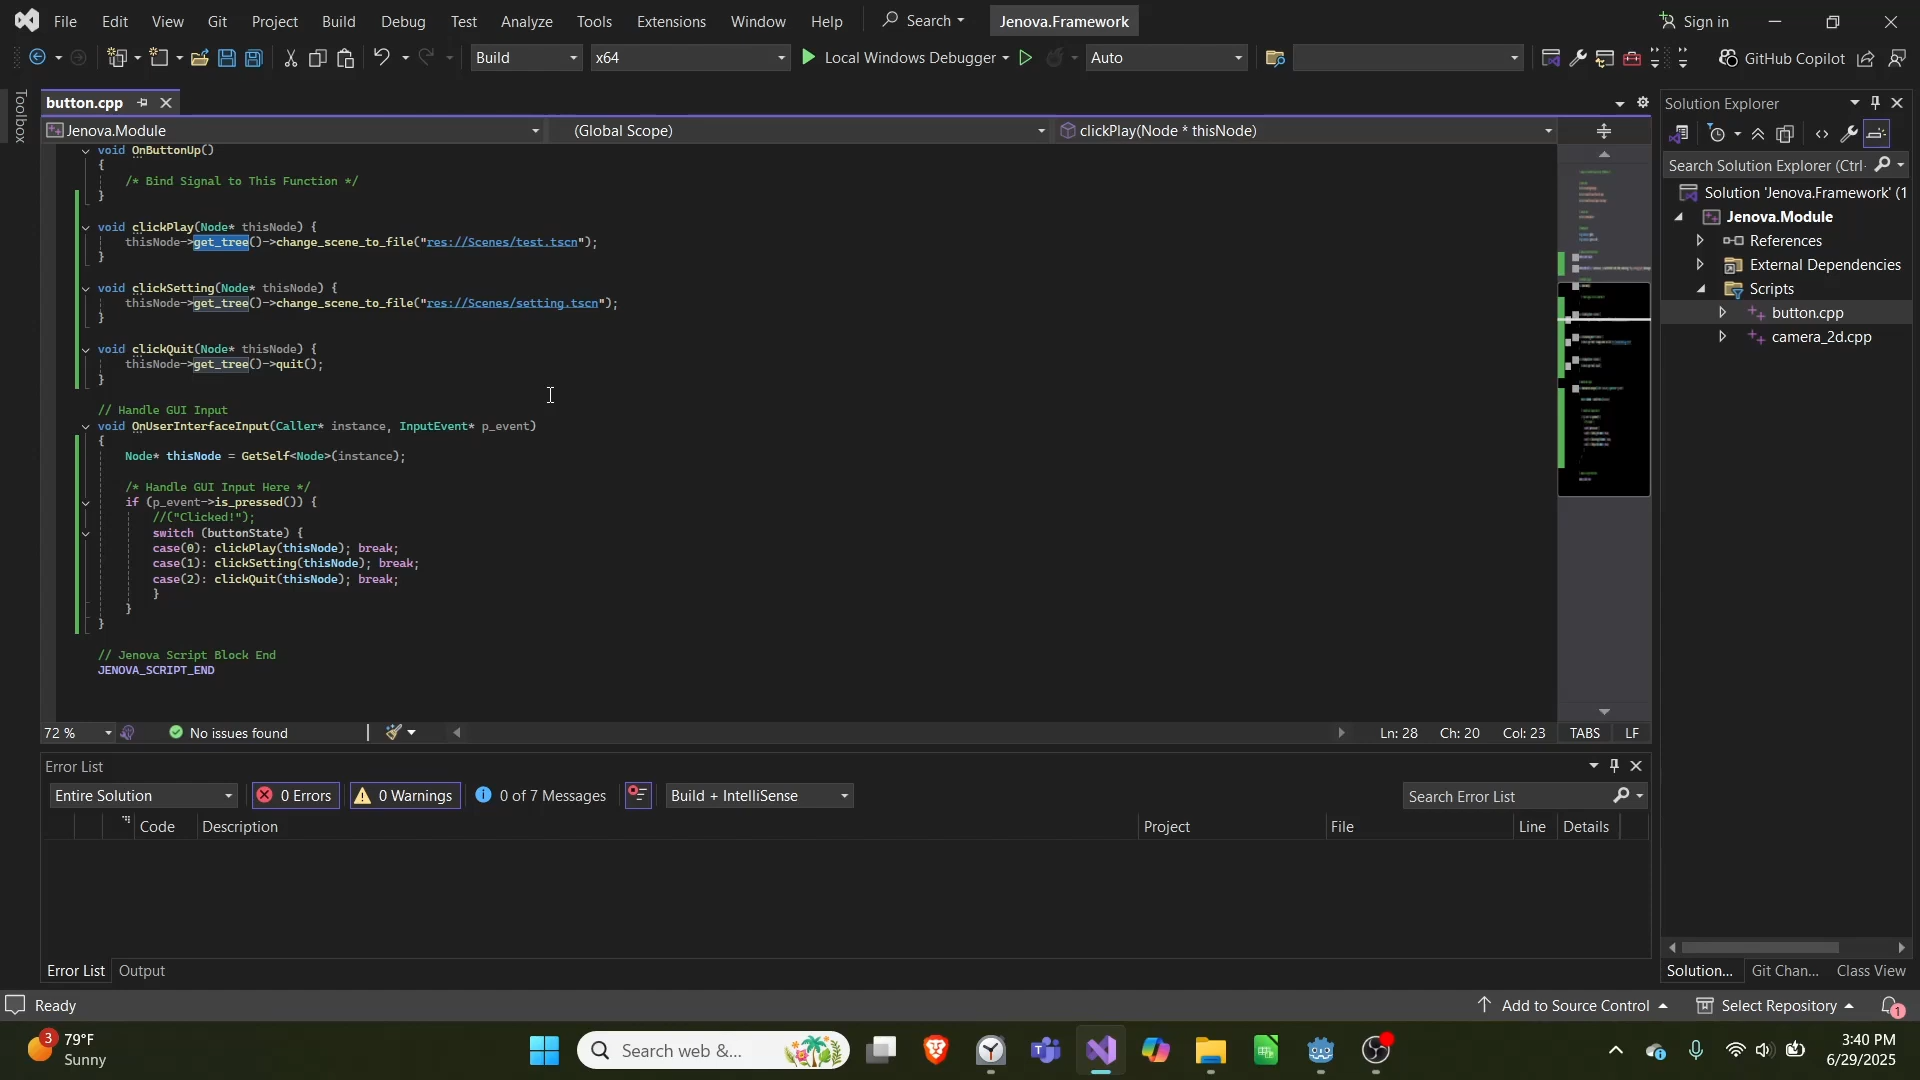 File Edit View Git Project Build Debug Test Analyze Tools Extensions Window Help Search Jenova.Framework Sign in
Build x64 Local Windows Debugger Auto GitHub Copilot
Toolbox
button.cpp
Jenova.Module (Global Scope) clickPlay(Node * thisNode)
void OnButtonUp()
{
/* Bind Signal to This Function */
}
void clickPlay(Node* thisNode) {
thisNode->get_tree()->change_scene_to_file("res://Scenes/test.tscn");
}
void clickSetting(Node* thisNode) {
thisNode->get_tree()->change_scene_to_file("res://Scenes/setting.tscn");
}
void clickQuit(Node* thisNode) {
thisNode->get_tree()->quit();
}
// Handle GUI Input
void OnUserInterfaceInput(Caller* instance, InputEvent* p_event)
{
Node* thisNode = GetSelf<Node>(instance);
/* Handle GUI Input Here */
if (p_event->is_pressed()) {
//("Clicked!");
switch (buttonState) {
case(0): clickPlay(thisNode); break;
case(1): clickSetting(thisNode); break;
case(2): clickQuit(thisNode); break;
}
}
}
// Jenova Script Block End
JENOVA_SCRIPT_END
72 % No issues found Ln: 28 Ch: 20 Col: 23 TABS LF
Error List
Entire Solution 0 Errors 0 Warnings 0 of 7 Messages Build + IntelliSense Search Error List
Code Description Project File Line Details
Error List Output
Solution Explorer
Search Solution Explorer (Ctrl-
Solution 'Jenova.Framework' (1
Jenova.Module
References
External Dependencies
Scripts
button.cpp
camera_2d.cpp
Solution... Git Chan... Class View
Ready Add to Source Control Select Repository 1
3 79°F
Sunny
Search web &...
3:40 PM
6/29/2025